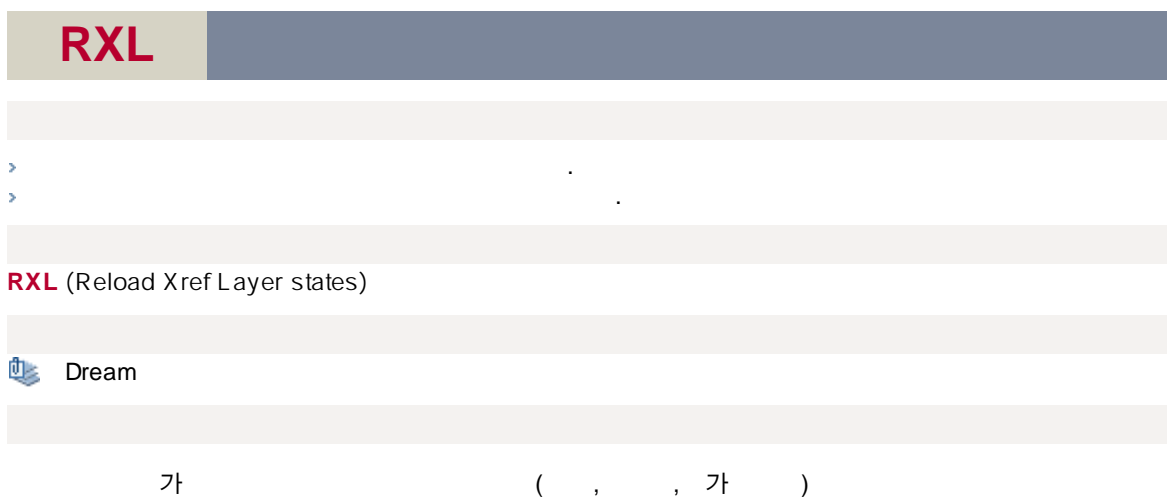 RXL
.
.
RXL (Reload Xref Layer states)
Dream
가 ( , , 가 )